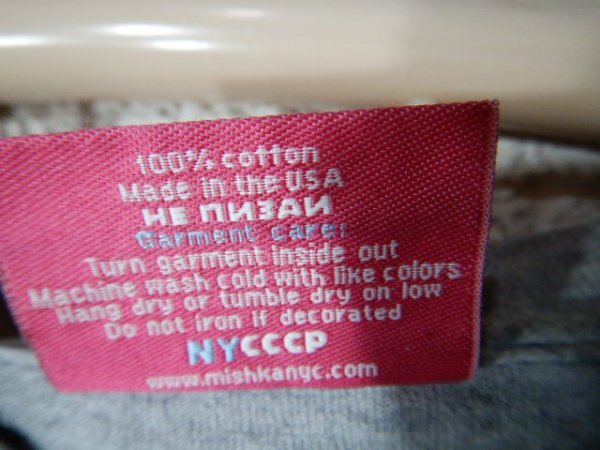 100% cotton
Made in the USA
НЕ ПИЗАИ
Garment care:
Turn garment inside out
Machine wash cold with like colors
Hang dry or tumble dry on low
Do not iron if decorated
NYCCCP
www.mishkanyc.com